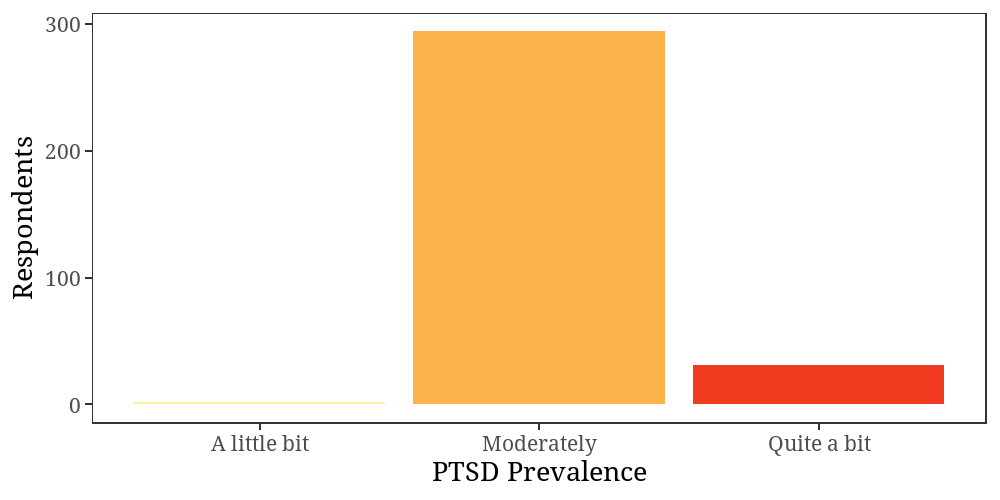 300
200
100
0
Respondents
A little bit
Moderately
Quite a bit
PTSD Prevalence